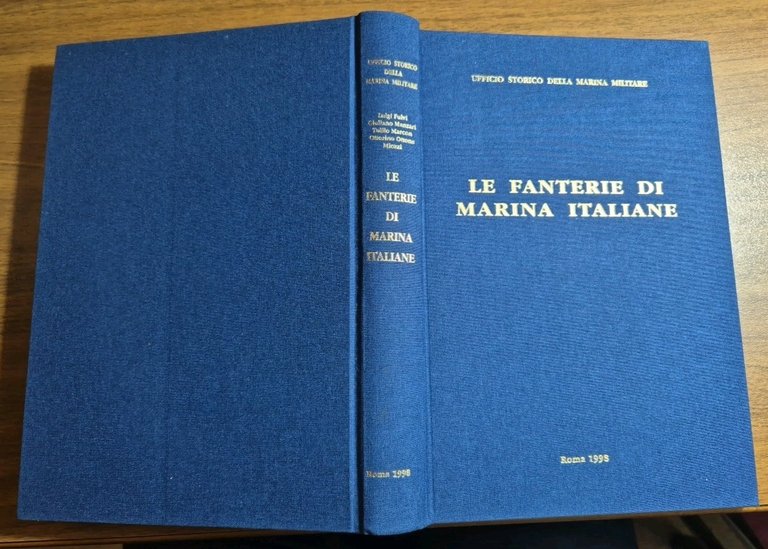 UFFICIO STORICO
DELLA
MARINA MILITARE
Luigi Fulvi
Giuliano Manzari
Tullio Marcon
Ottorino Ottone
Miozzi
LE
FANTERIE
DI
MARINA
ITALIANE
Roma 1998
UFFICIO STORICO DELLA MARINA MILITARE
LE FANTERIE DI
MARINA ITALIANE
Roma 1998